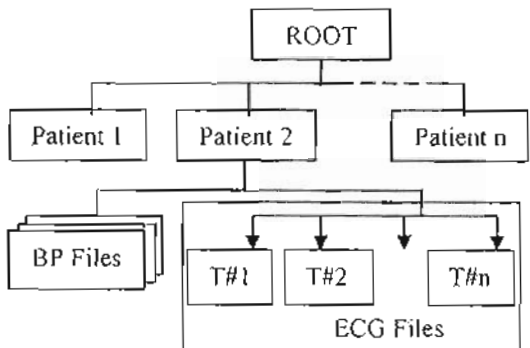 ROOT
Patient 1
Patient 2
Patient n
BP Files
T#1
T#2
T#n
ECG Files